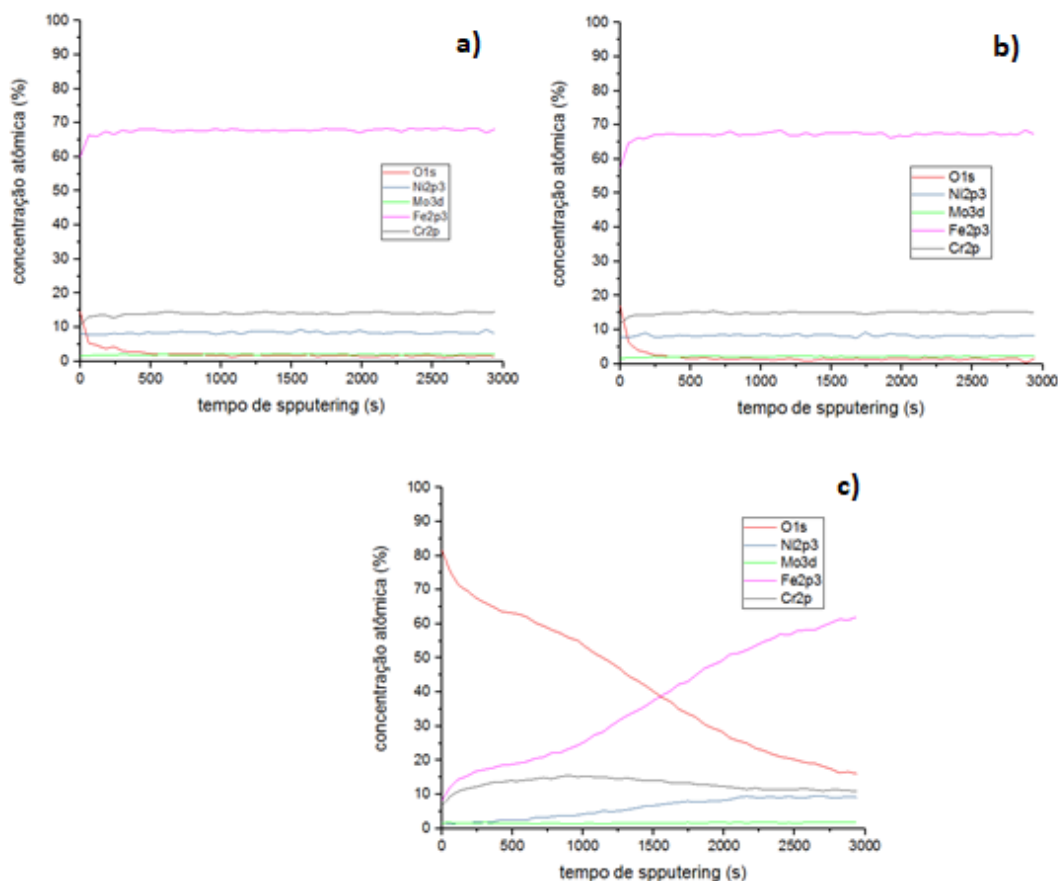 a)
concentração atômica (%)
100
90
80
70
60
50
40
30
20
10
0
O1s
Ni2p3
Mo3d
Fe2p3
Cr2p
0 500 1000 1500 2000 2500 3000
tempo de spputering (s)
b)
concentração atômica (%)
100
90
80
70
60
50
40
30
20
10
0
O1s
Ni2p3
Mo3d
Fe2p3
Cr2p
0 500 1000 1500 2000 2500 3000
tempo de spputering (s)
c)
concentração atômica (%)
100
90
80
70
60
50
40
30
20
10
0
O1s
Ni2p3
Mo3d
Fe2p3
Cr2p
0 500 1000 1500 2000 2500 3000
tempo de spputering (s)